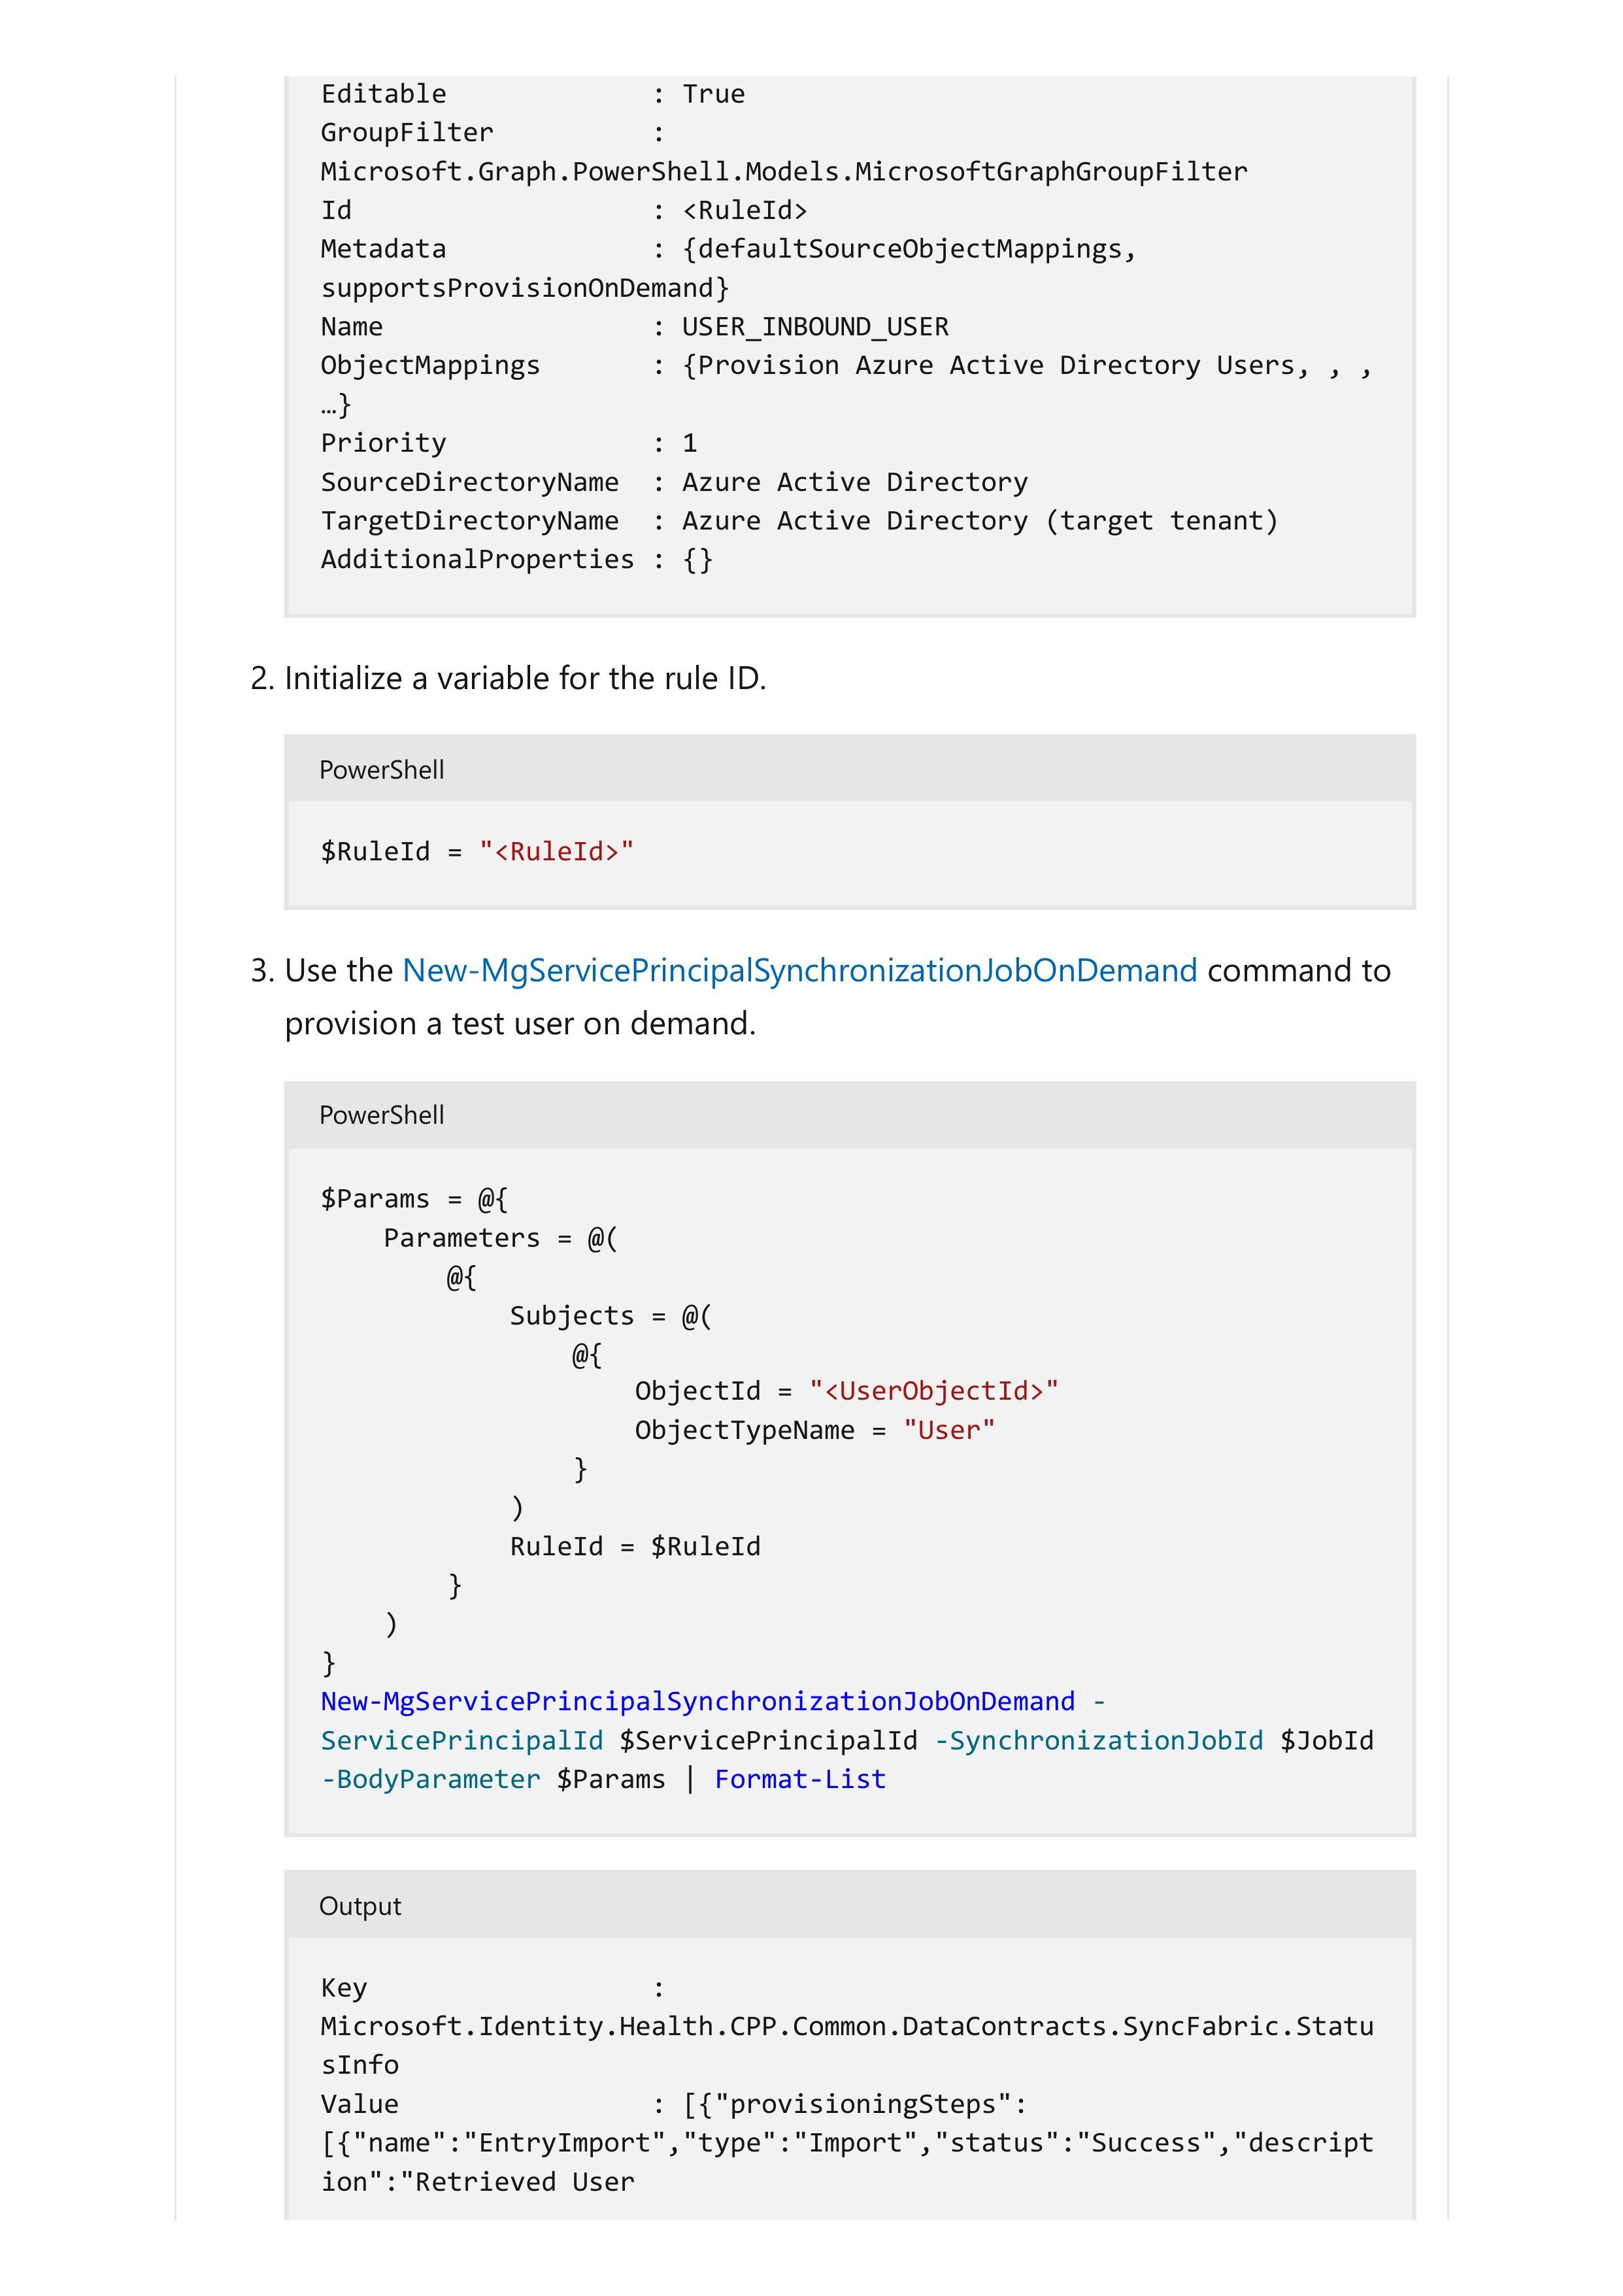 Editable             : True
GroupFilter          :
Microsoft.Graph.PowerShell.Models.MicrosoftGraphGroupFilter
Id                   : <RuleId>
Metadata             : {defaultSourceObjectMappings,
supportsProvisionOnDemand}
Name                 : USER_INBOUND_USER
ObjectMappings       : {Provision Azure Active Directory Users, , ,
…}
Priority             : 1
SourceDirectoryName  : Azure Active Directory
TargetDirectoryName  : Azure Active Directory (target tenant)
AdditionalProperties : {}
2. Initialize a variable for the rule ID.
PowerShell
$RuleId = "<RuleId>"
3. Use the New-MgServicePrincipalSynchronizationJobOnDemand command to
provision a test user on demand.
PowerShell
$Params = @{
    Parameters = @(
        @{
            Subjects = @(
                @{
                    ObjectId = "<UserObjectId>"
                    ObjectTypeName = "User"
                }
            )
            RuleId = $RuleId
        }
    )
}
New-MgServicePrincipalSynchronizationJobOnDemand -
ServicePrincipalId $ServicePrincipalId -SynchronizationJobId $JobId
-BodyParameter $Params | Format-List
Output
Key                  :
Microsoft.Identity.Health.CPP.Common.DataContracts.SyncFabric.Statu
sInfo
Value                : [{"provisioningSteps":
[{"name":"EntryImport","type":"Import","status":"Success","descript
ion":"Retrieved User